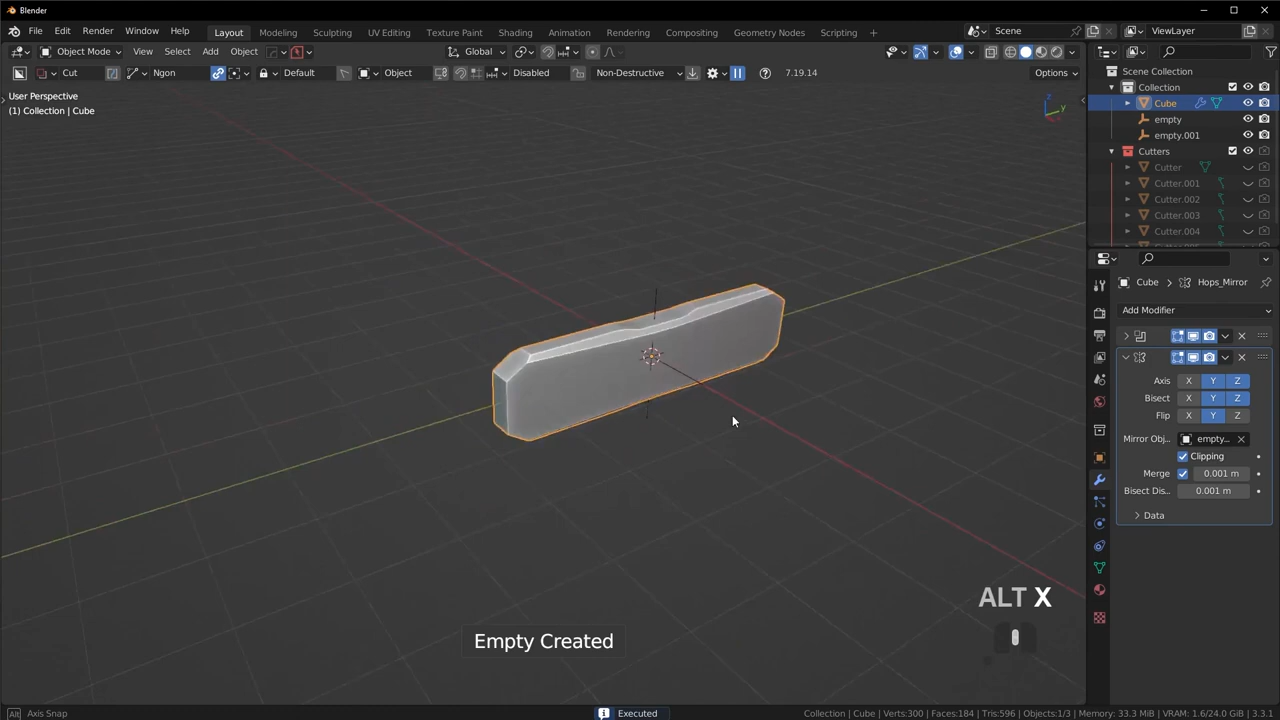 Blender
File Edit Render Window Help
Layout Modeling Sculpting UV Editing Texture Paint Shading Animation Rendering Compositing Geometry Nodes Scripting +
Scene
ViewLayer
Object Mode View Select Add Object
Global
Cut Ngon Default Object Disabled Non-Destructive 7.19.14
Options
User Perspective
(1) Collection | Cube
Z
Y
Scene Collection
Collection
Cube
empty
empty.001
Cutters
Cutter
Cutter.001
Cutter.002
Cutter.003
Cutter.004
Cube > Hops_Mirror
Add Modifier
Axis X Y Z
Bisect X Y Z
Flip X Y Z
Mirror Obj... empty...
Clipping
Merge 0.001 m
Bisect Dis... 0.001 m
Data
ALT X
Empty Created
Alt Axis Snap
Executed
Collection | Cube | Verts:300 | Faces:184 | Tris:596 | Objects:1/3 | Memory: 33.3 MiB | VRAM: 1.6/24.0 GiB | 3.3.1